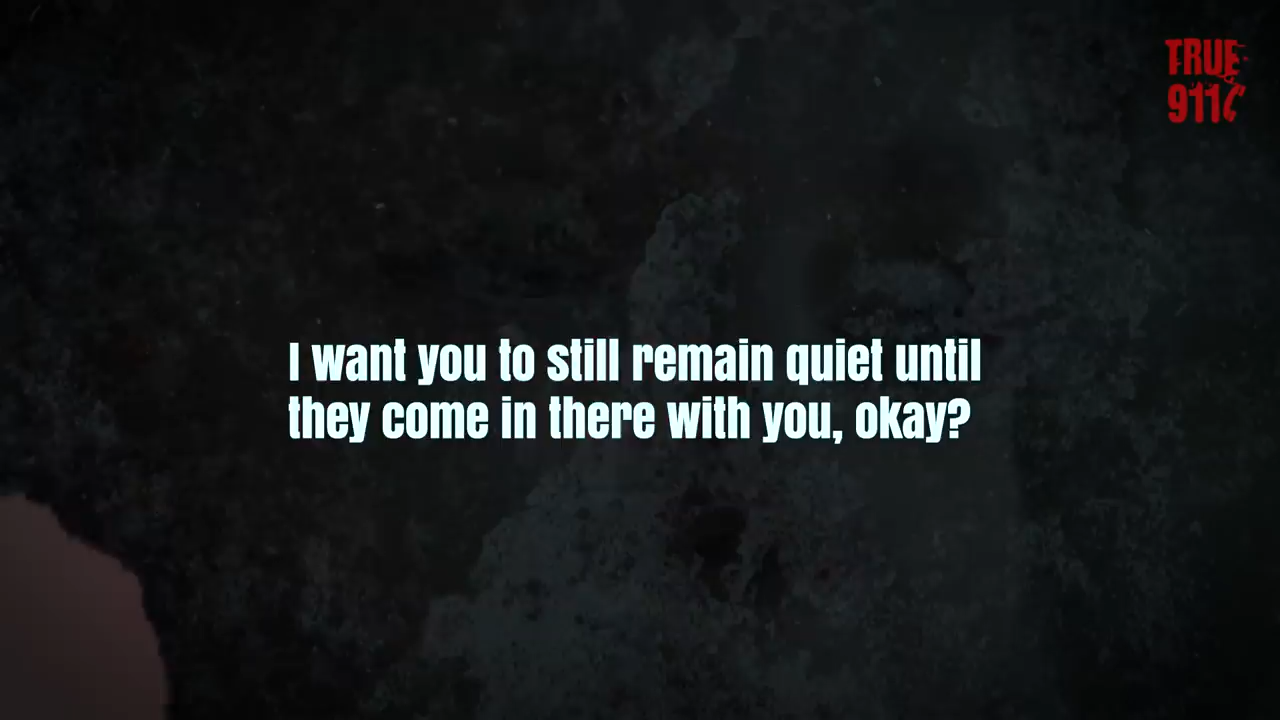 TRUE
911
I want you to still remain quiet until
they come in there with you, okay?